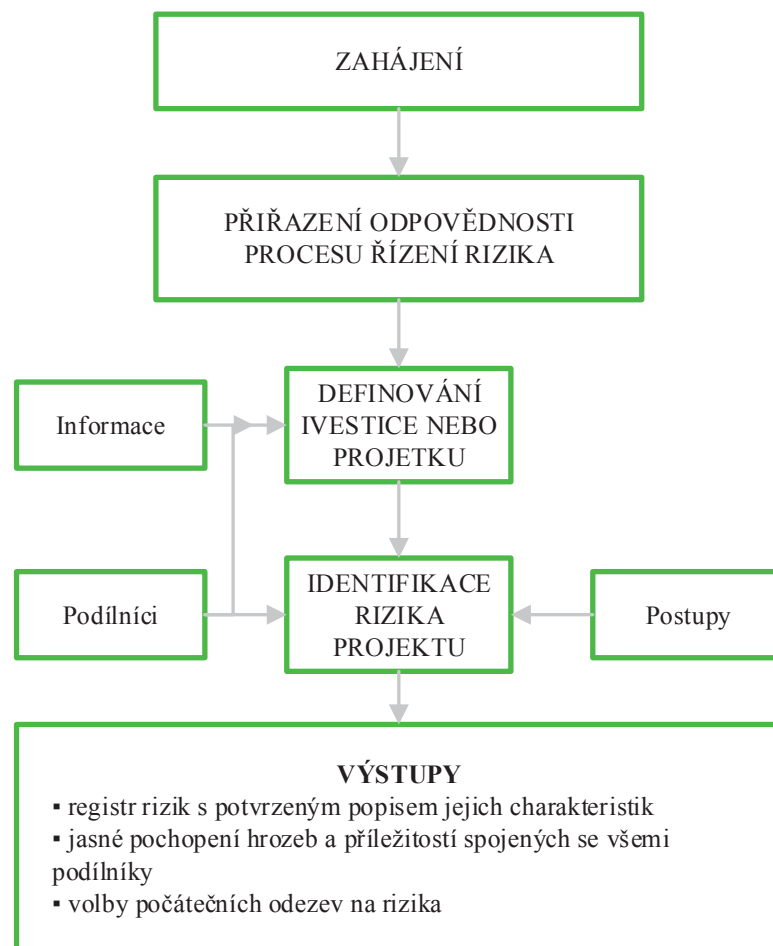 ZAHÁJENÍ
PŘIŘAZENÍ ODPOVĚDNOSTI
PROCESU ŘÍZENÍ RIZIKA
Informace
DEFINOVÁNÍ
IVESTICE NEBO
PROJETKU
Podílníci
IDENTIFIKACE
RIZIKA
PROJEKTU
Postupy
VÝSTUPY
▪ registr rizik s potvrzeným popisem jejich charakteristik
▪ jasné pochopení hrozeb a příležitostí spojených se všemi
podílníky
▪ volby počátečních odezev na rizika